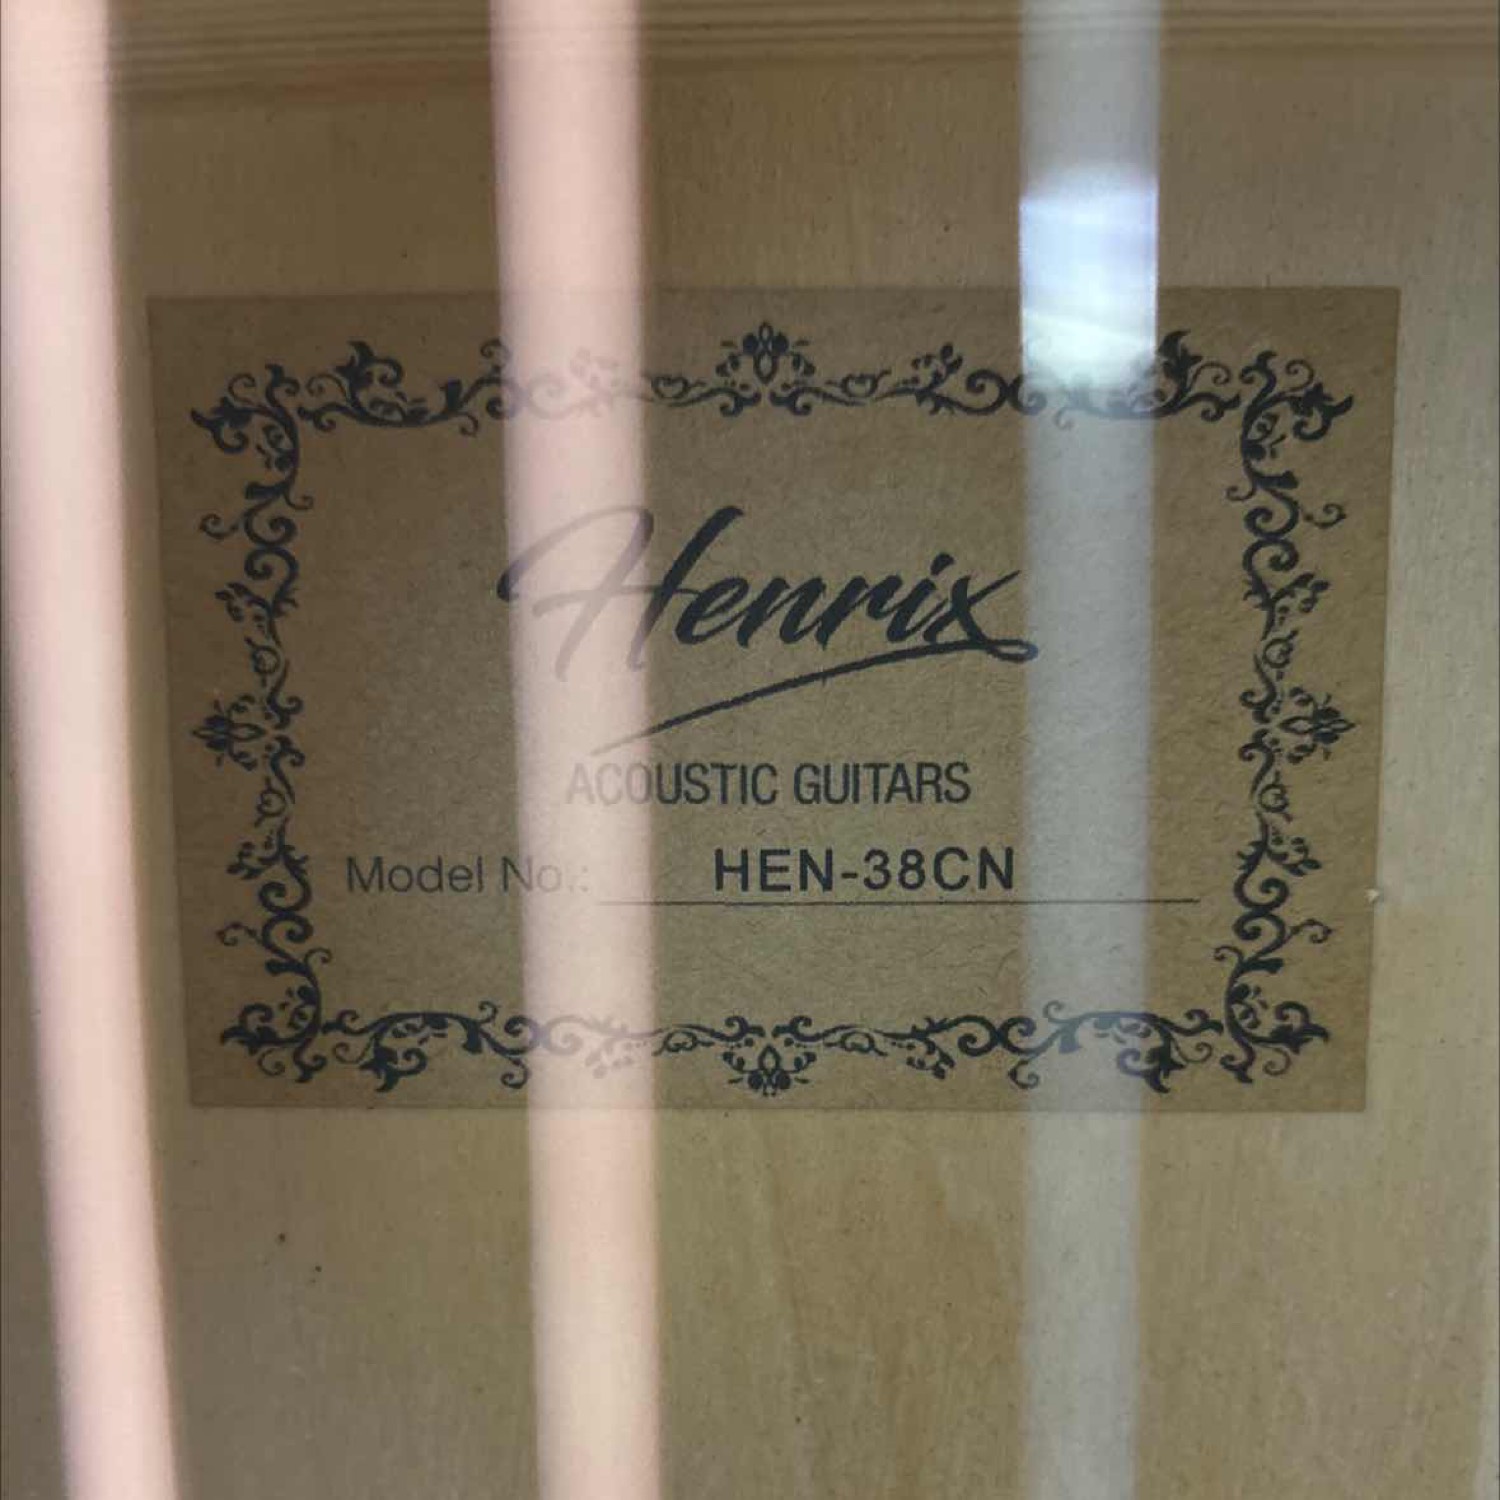 Henrix
ACOUSTIC GUITARS
Model No.: HEN-38CN